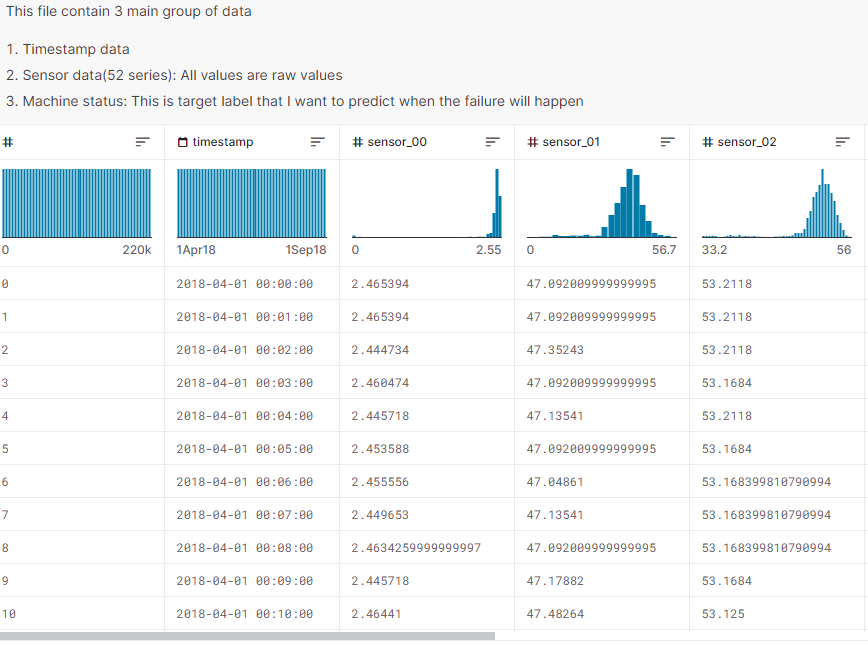 This file contain 3 main group of data
1. Timestamp data
2. Sensor data(52 series): All values are raw values
3. Machine status: This is target label that I want to predict when the failure will happen
# timestamp # sensor_00 # sensor_01 # sensor_02
0 220k 1Apr18 1Sep18 0 2.55 0 56.7 33.2 56
0 2018-04-01 00:00:00 2.465394 47.092009999999995 53.2118
1 2018-04-01 00:01:00 2.465394 47.092009999999995 53.2118
2 2018-04-01 00:02:00 2.444734 47.35243 53.2118
3 2018-04-01 00:03:00 2.460474 47.092009999999995 53.1684
4 2018-04-01 00:04:00 2.445718 47.13541 53.2118
5 2018-04-01 00:05:00 2.453588 47.092009999999995 53.1684
6 2018-04-01 00:06:00 2.455556 47.04861 53.168399810790994
7 2018-04-01 00:07:00 2.449653 47.13541 53.168399810790994
8 2018-04-01 00:08:00 2.4634259999999997 47.092009999999995 53.168399810790994
9 2018-04-01 00:09:00 2.445718 47.17882 53.1684
10 2018-04-01 00:10:00 2.46441 47.48264 53.125